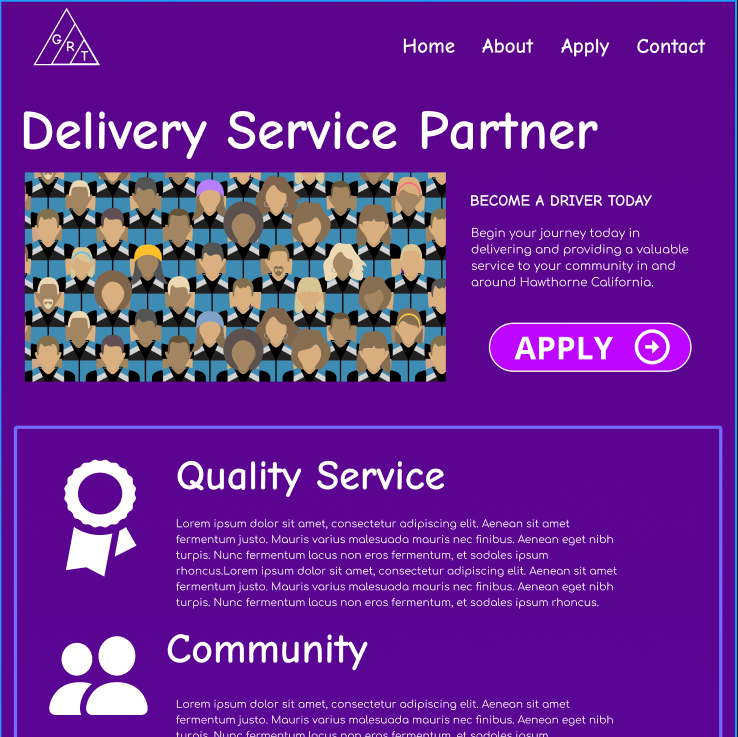 GRT
Home About Apply Contact
Delivery Service Partner
BECOME A DRIVER TODAY
Begin your journey today in
delivering and providing a valuable
service to your community in and
around Hawthorne California.
APPLY
Quality Service
Lorem ipsum dolor sit amet, consectetur adipiscing elit. Aenean sit amet
fermentum justo. Mauris varius malesuada mauris nec finibus. Aenean eget nibh
turpis. Nunc fermentum lacus non eros fermentum, et sodales ipsum
rhoncus.Lorem ipsum dolor sit amet, consectetur adipiscing elit. Aenean sit amet
fermentum justo. Mauris varius malesuada mauris nec finibus. Aenean eget nibh
turpis. Nunc fermentum lacus non eros fermentum, et sodales ipsum rhoncus.
Community
Lorem ipsum dolor sit amet, consectetur adipiscing elit. Aenean sit amet
fermentum justo. Mauris varius malesuada mauris nec finibus. Aenean eget nibh
turpis. Nunc fermentum lacus non eros fermentum, et sodales ipsum